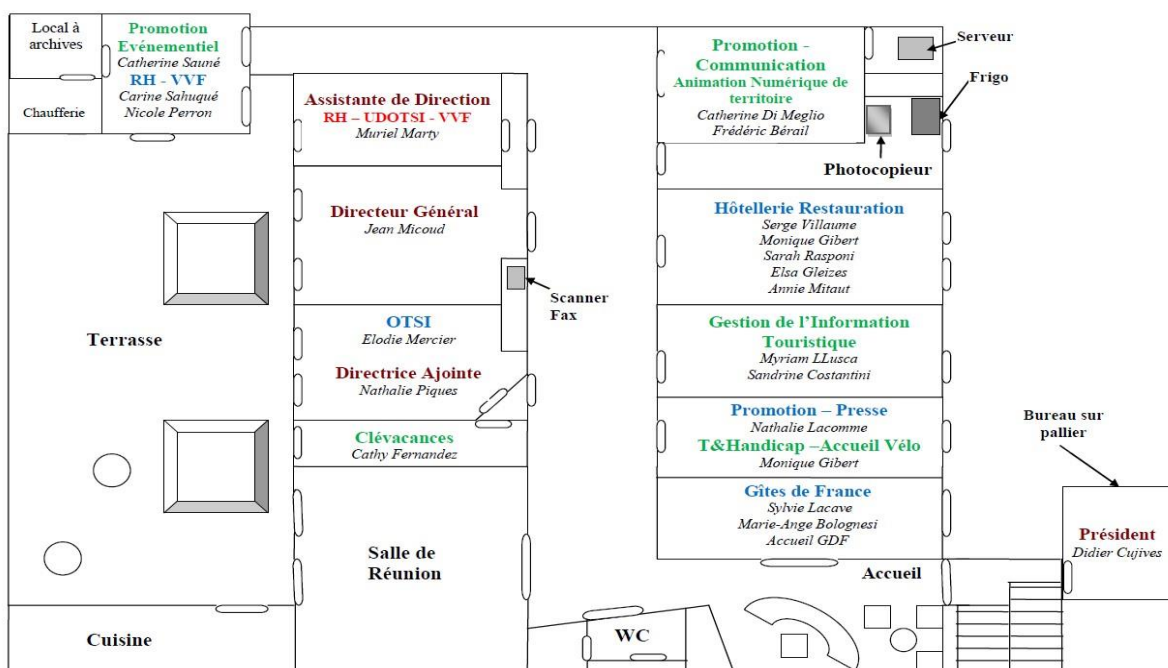 Local à
archives
Chaufferie
Promotion
Evénementiel
Catherine Sauné
RH - VVF
Carine Sahuqué
Nicole Perron
Assistante de Direction
RH – UDOTSI - VVF
Muriel Marty
Directeur Général
Jean Micoud
OTSI
Elodie Mercier
Directrice Ajointe
Nathalie Piques
Clévacances
Cathy Fernandez
Salle de
Réunion
Terrasse
Cuisine
Scanner
Fax
WC
Promotion -
Communication
Animation Numérique de
territoire
Catherine Di Meglio
Frédéric Bérail
Serveur
Frigo
Photocopieur
Hôtellerie Restauration
Serge Villaume
Monique Gibert
Sarah Rasponi
Elsa Gleizes
Annie Mitaut
Gestion de l’Information
Touristique
Myriam LLusca
Sandrine Costantini
Promotion – Presse
Nathalie Lacomme
T&Handicap –Accueil Vélo
Monique Gibert
Gîtes de France
Sylvie Lacave
Marie-Ange Bolognesi
Accueil GDF
Accueil
Bureau sur
pallier
Président
Didier Cujives